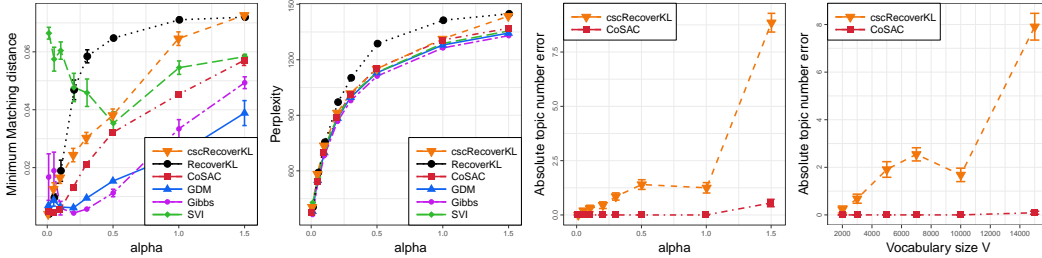 Minimum Matching distance
0.06
0.04
0.02
0.0
0.5
1.0
1.5
alpha
cscRecoverKL
RecoverKL
CoSAC
GDM
Gibbs
SVI
Perplexity
1500
1200
900
600
0.0
0.5
1.0
1.5
alpha
cscRecoverKL
RecoverKL
CoSAC
GDM
Gibbs
SVI
Absolute topic number error
7.5
5.0
2.5
0.0
0.0
0.5
1.0
1.5
alpha
cscRecoverKL
CoSAC
Absolute topic number error
8
6
4
2
0
2000
4000
6000
8000
10000
12000
14000
Vocabulary size V
cscRecoverKL
CoSAC